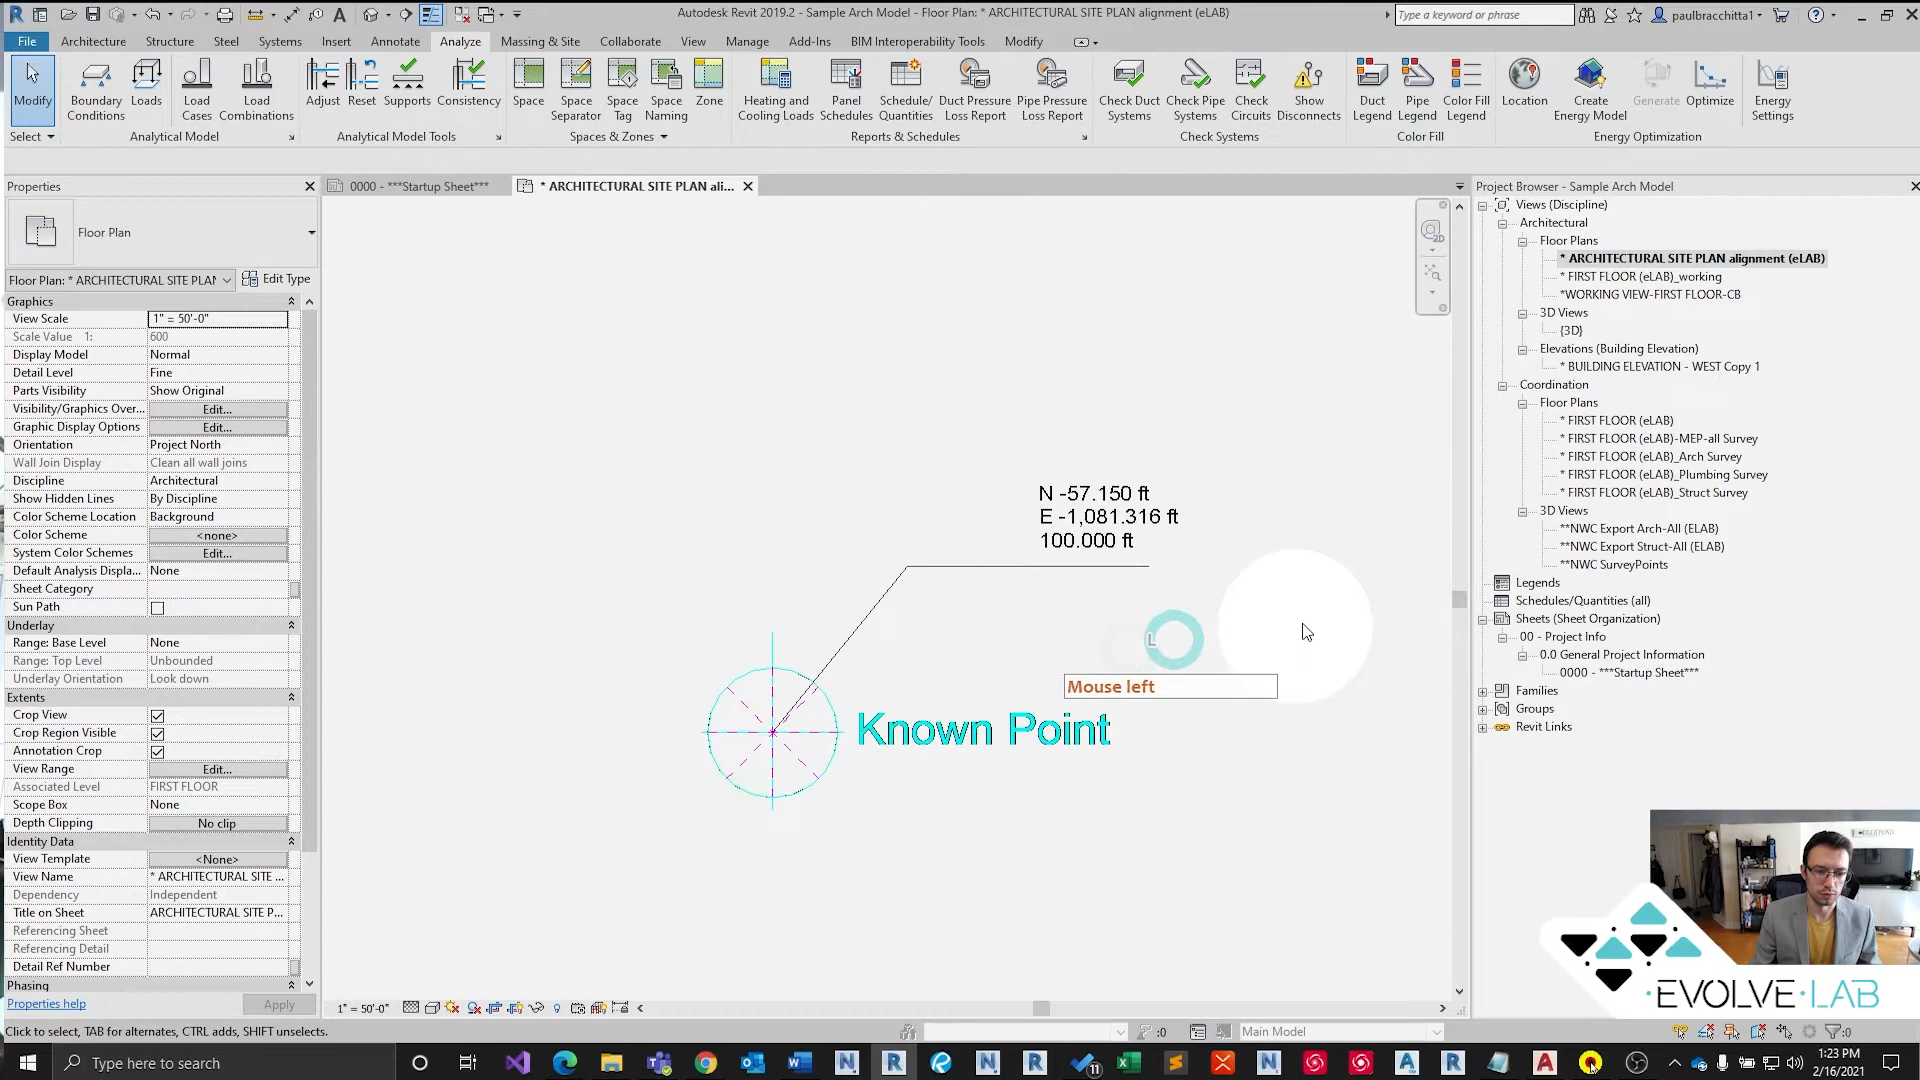 Autodesk Revit 2019.2 - Sample Arch Model - Floor Plan: * ARCHITECTURAL SITE PLAN alignment (eLAB)
Type a keyword or phrase
paulbracchitta1
File
Architecture
Structure
Steel
Systems
Insert
Annotate
Analyze
Massing & Site
Collaborate
View
Manage
Add-Ins
BIM Interoperability Tools
Modify
Modify
Boundary
Conditions
Loads
Load
Cases
Load
Combinations
Adjust
Reset
Supports
Consistency
Space
Space
Separator
Space
Tag
Space
Naming
Zone
Heating and
Cooling Loads
Panel
Schedules
Schedule/
Quantities
Duct Pressure
Loss Report
Pipe Pressure
Loss Report
Check Duct
Systems
Check Pipe
Systems
Check
Circuits
Show
Disconnects
Duct
Legend
Pipe
Legend
Color Fill
Legend
Location
Create
Energy Model
Generate
Optimize
Energy
Settings
Select
Analytical Model
Analytical Model Tools
Spaces & Zones
Reports & Schedules
Check Systems
Color Fill
Energy Optimization
Properties
Floor Plan
Floor Plan: * ARCHITECTURAL SITE PLAN
Edit Type
Graphics
View Scale 1" = 50'-0"
Scale Value 1: 600
Display Model Normal
Detail Level Fine
Parts Visibility Show Original
Visibility/Graphics Over... Edit...
Graphic Display Options Edit...
Orientation Project North
Wall Join Display Clean all wall joins
Discipline Architectural
Show Hidden Lines By Discipline
Color Scheme Location Background
Color Scheme <none>
System Color Schemes Edit...
Default Analysis Displa... None
Sheet Category
Sun Path
Underlay
Range: Base Level None
Range: Top Level Unbounded
Underlay Orientation Look down
Extents
Crop View
Crop Region Visible
Annotation Crop
View Range Edit...
Associated Level FIRST FLOOR
Scope Box None
Depth Clipping No clip
Identity Data
View Template <None>
View Name * ARCHITECTURAL SITE ...
Dependency Independent
Title on Sheet ARCHITECTURAL SITE P...
Referencing Sheet
Referencing Detail
Detail Ref Number
Phasing
Properties help
Apply
0000 - ***Startup Sheet***
* ARCHITECTURAL SITE PLAN ali...
2D
N -57.150 ft
E -1,081.316 ft
100.000 ft
L
Mouse left
Known Point
1" = 50'-0"
Project Browser - Sample Arch Model
Views (Discipline)
Architectural
Floor Plans
* ARCHITECTURAL SITE PLAN alignment (eLAB)
* FIRST FLOOR (eLAB)_working
*WORKING VIEW-FIRST FLOOR-CB
3D Views
{3D}
Elevations (Building Elevation)
* BUILDING ELEVATION - WEST Copy 1
Coordination
Floor Plans
* FIRST FLOOR (eLAB)
* FIRST FLOOR (eLAB)-MEP-all Survey
* FIRST FLOOR (eLAB)_Arch Survey
* FIRST FLOOR (eLAB)_Plumbing Survey
* FIRST FLOOR (eLAB)_Struct Survey
3D Views
**NWC Export Arch-All (ELAB)
**NWC Export Struct-All (ELAB)
**NWC SurveyPoints
Legends
Schedules/Quantities (all)
Sheets (Sheet Organization)
00 - Project Info
0.0 General Project Information
0000 - ***Startup Sheet***
Families
Groups
Revit Links
EVOLVE·LAB
Click to select, TAB for alternates, CTRL adds, SHIFT unselects.
:0
Main Model
:0
Type here to search
11
1:23 PM
2/16/2021